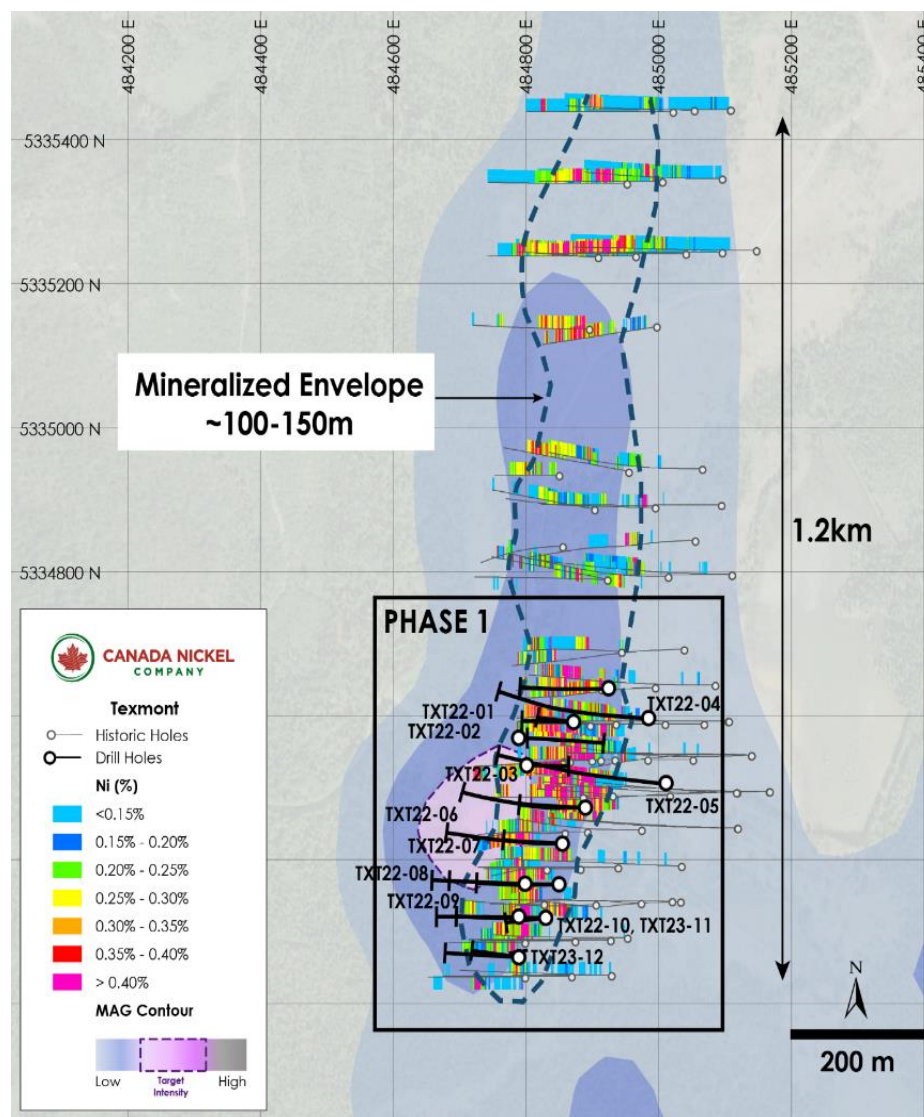 484200 E
484400 E
484600 E
484800 E
485000 E
485200 E
485400 E
5335400 N
5335200 N
Mineralized Envelope
~100-150m
5335000 N
1.2km
5334800 N
PHASE 1
TXT22-01
TXT22-04
TXT22-02
TXT22-03
TXT22-05
TXT22-06
TXT22-07
TXT22-08
TXT22-09
TXT22-10, TXT23-11
TXT23-12
CANADA NICKEL
COMPANY
Texmont
Historic Holes
Drill Holes
Ni (%)
<0.15%
0.15% - 0.20%
0.20% - 0.25%
0.25% - 0.30%
0.30% - 0.35%
0.35% - 0.40%
> 0.40%
MAG Contour
Low
Target
Intensity
High
N
200 m